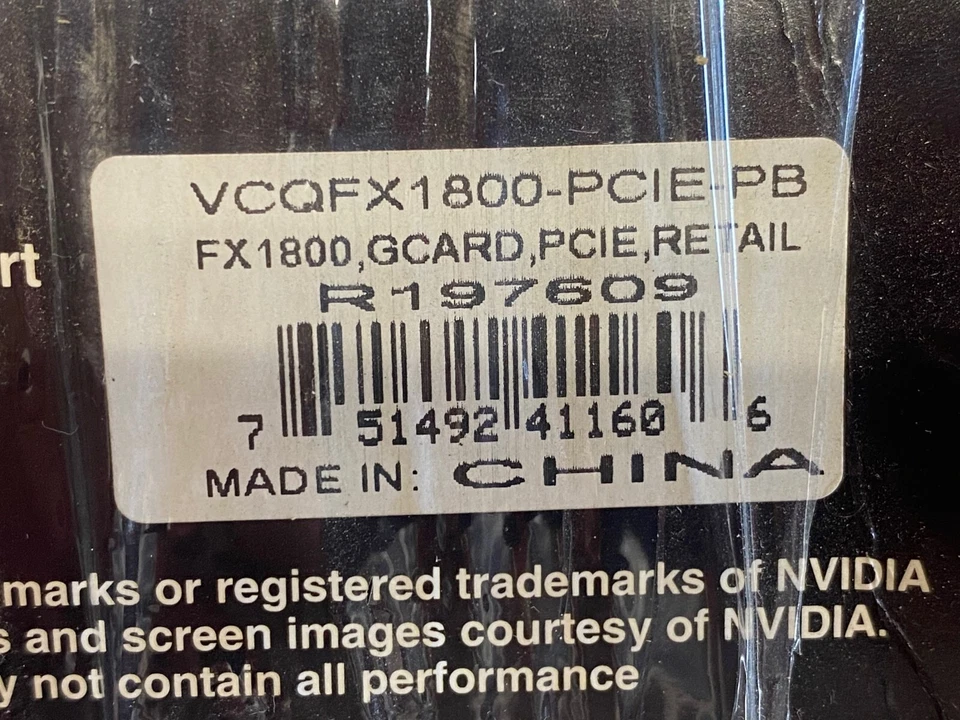 VCQFX1800-PCIE-PB
rt
FX1800,GCARD,PCIE,RETAIL
R197609
7 51492 41160 6
MADE IN: CHINA
marks or registered trademarks of NVIDIA
s and screen images courtesy of NVIDIA.
y not contain all performance